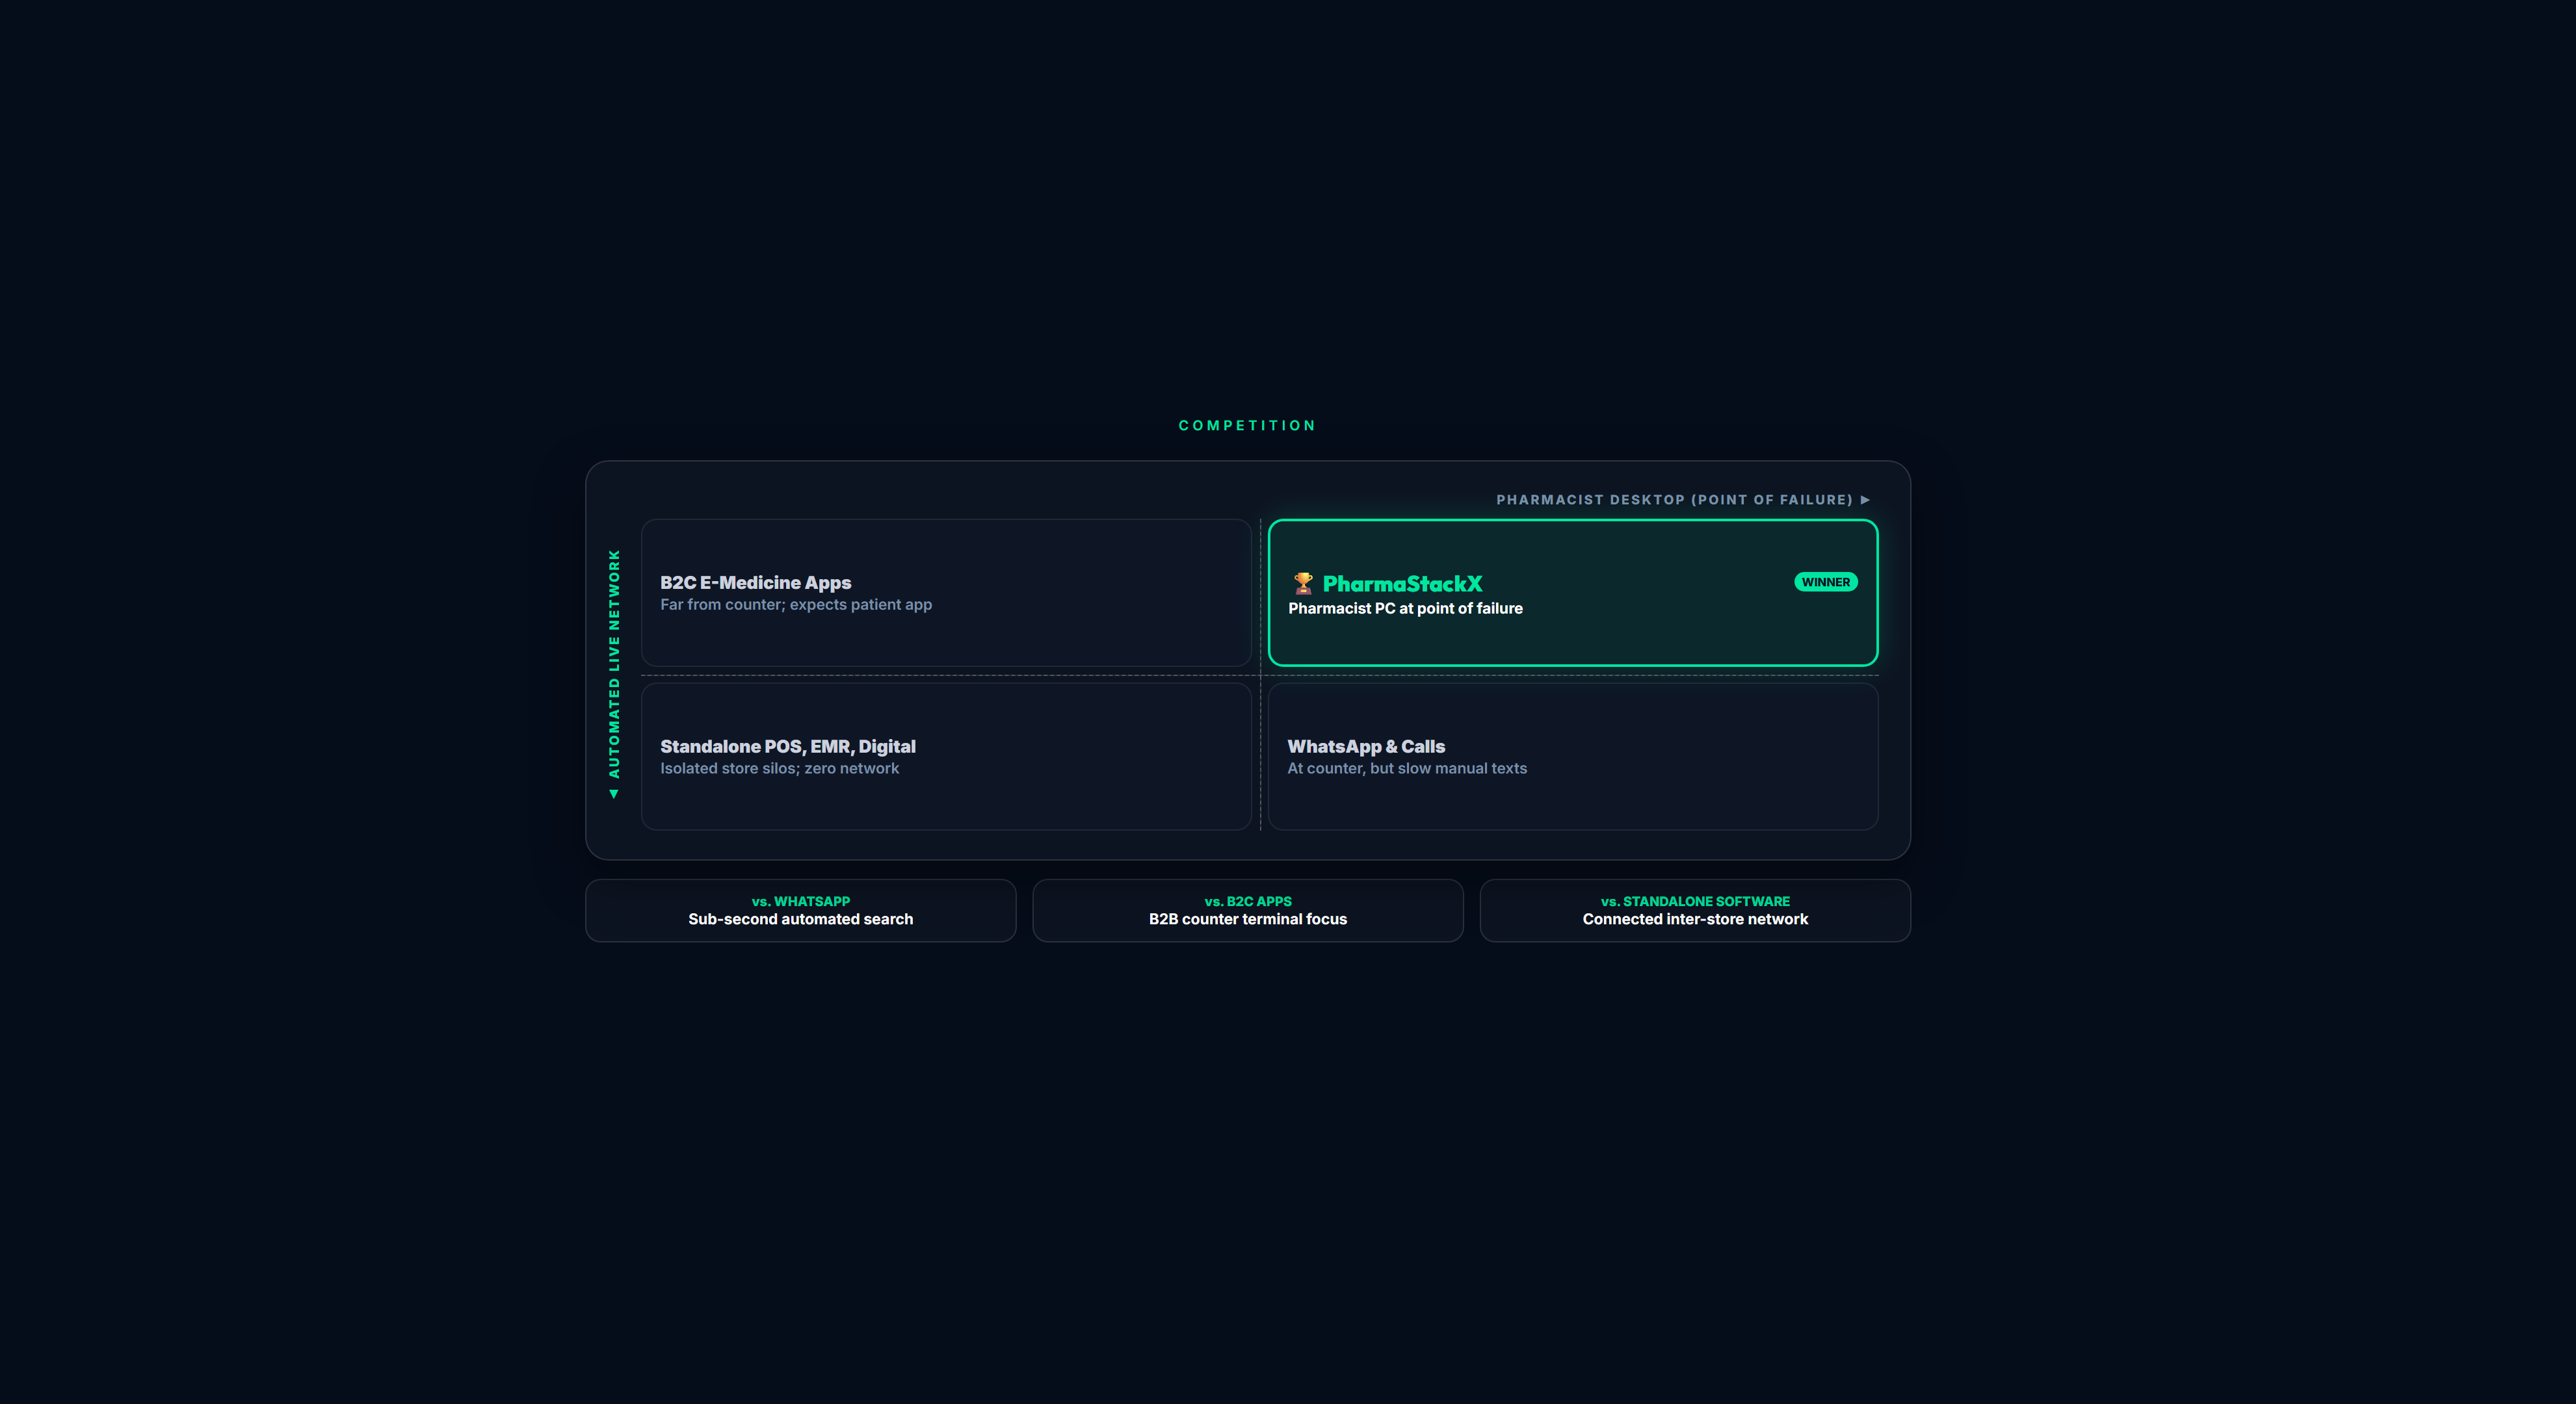 COMPETITION
PHARMACIST DESKTOP (POINT OF FAILURE) ▶
▲ AUTOMATED LIVE NETWORK
B2C E-Medicine Apps
Far from counter; expects patient app
🏆 PharmaStackX
WINNER
Pharmacist PC at point of failure
Standalone POS, EMR, Digital
Isolated store silos; zero network
WhatsApp & Calls
At counter, but slow manual texts
vs. WHATSAPP
Sub-second automated search
vs. B2C APPS
B2B counter terminal focus
vs. STANDALONE SOFTWARE
Connected inter-store network